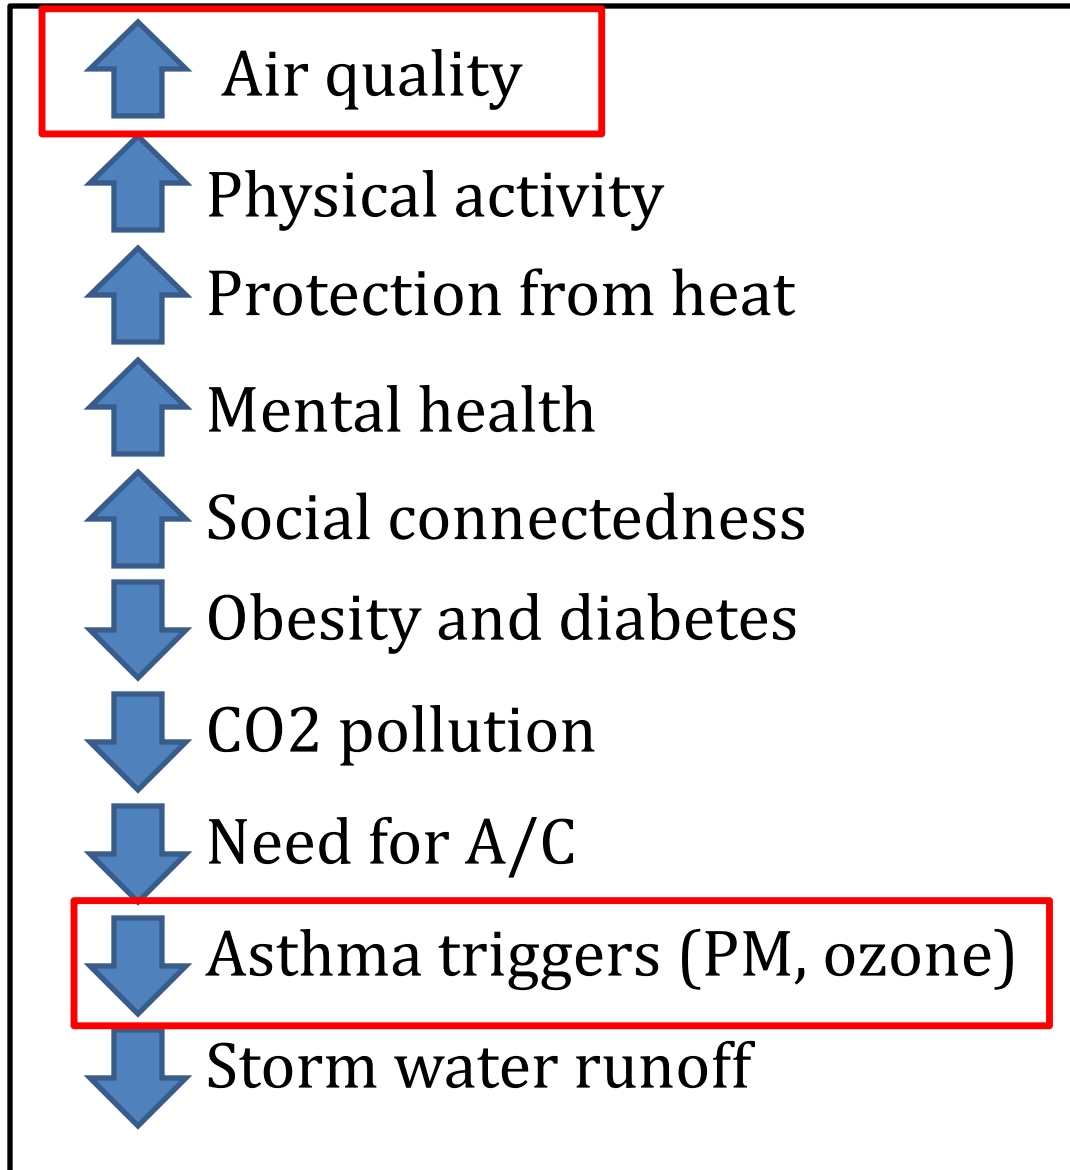 Air quality
Physical activity
Protection from heat
Mental health
Social connectedness
Obesity and diabetes
CO2 pollution
Need for A/C
Asthma triggers (PM, ozone)
Storm water runoff